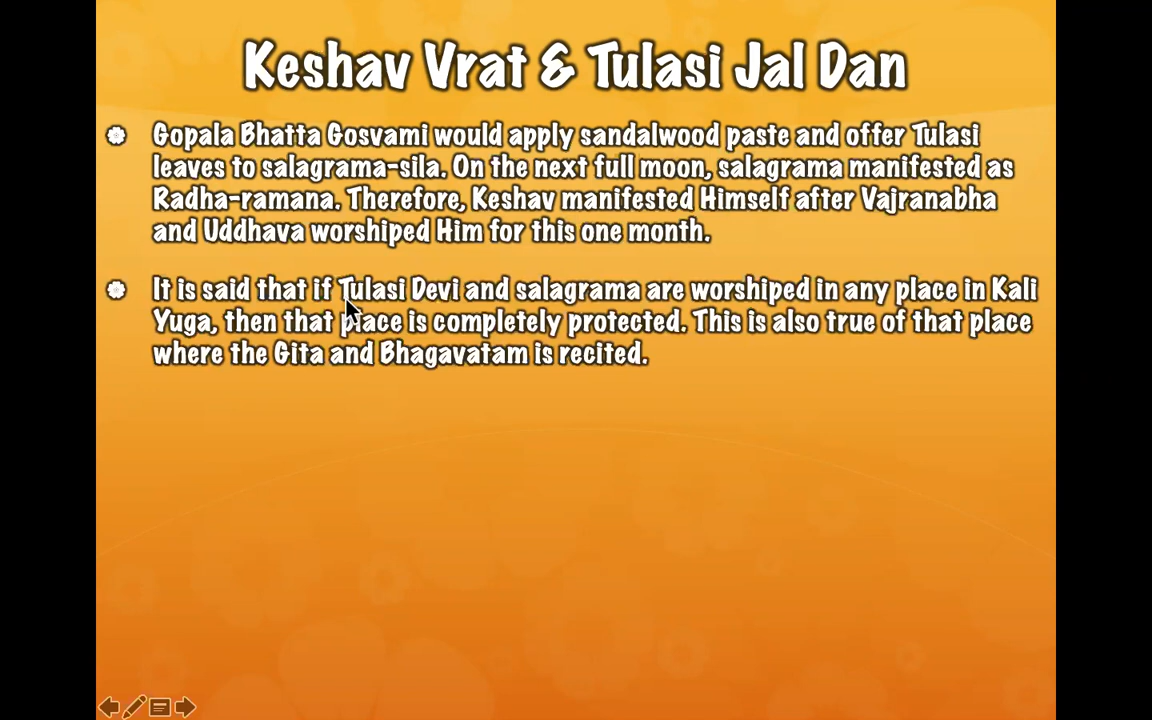 Keshav Vrat & Tulasi Jal Dan
Gopala Bhatta Gosvami would apply sandalwood paste and offer Tulasi
leaves to salagrama-sila. On the next full moon, salagrama manifested as
Radha-ramana. Therefore, Keshav manifested Himself after Vajranabha
and Uddhava worshiped Him for this one month.
It is said that if Tulasi Devi and salagrama are worshiped in any place in Kali
Yuga, then that place is completely protected. This is also true of that place
where the Gita and Bhagavatam is recited.